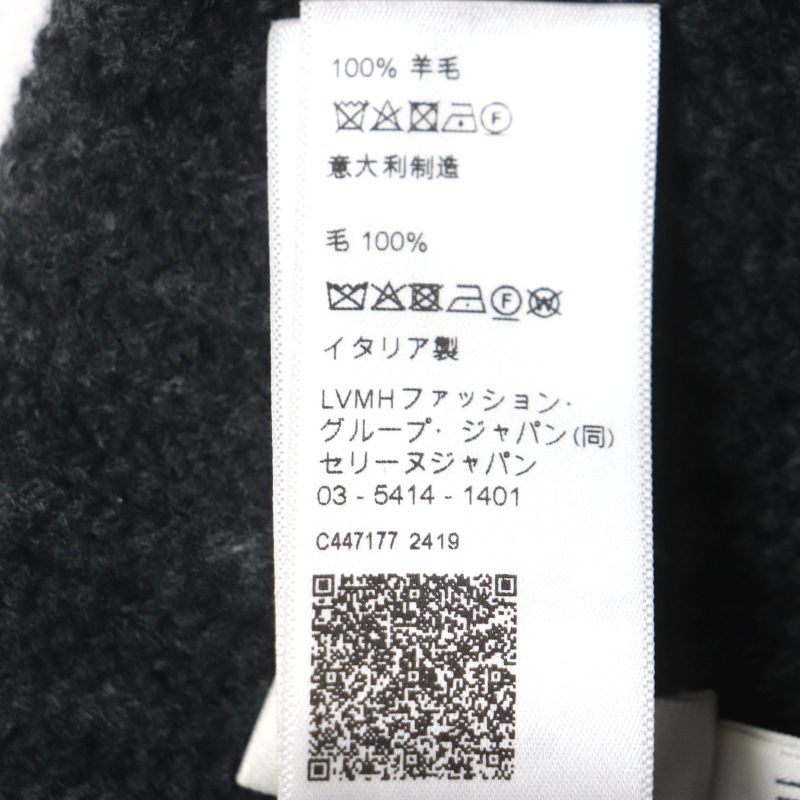 100% 羊毛
F
意大利制造
毛 100%
F W
イタリア製
LVMHファッション・
グループ・ジャパン(同)
セリーヌジャパン
03 - 5414 - 1401
C447177 2419